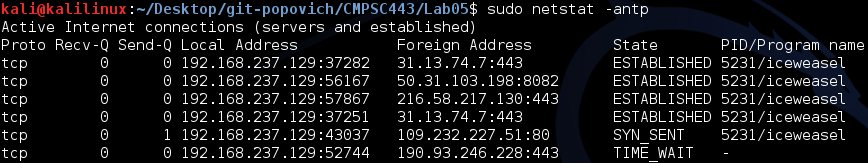 kali@kalilinux:~/Desktop/git-popovich/CMPSC443/Lab05$ sudo netstat -antp
Active Internet connections (servers and established)
Proto Recv-Q Send-Q Local Address           Foreign Address         State       PID/Program name
tcp        0      0 192.168.237.129:37282   31.13.74.7:443          ESTABLISHED 5231/iceweasel
tcp        0      0 192.168.237.129:56167   50.31.103.198:8082      ESTABLISHED 5231/iceweasel
tcp        0      0 192.168.237.129:57867   216.58.217.130:443      ESTABLISHED 5231/iceweasel
tcp        0      0 192.168.237.129:37251   31.13.74.7:443          ESTABLISHED 5231/iceweasel
tcp        0      1 192.168.237.129:43037   109.232.227.51:80       SYN_SENT    5231/iceweasel
tcp        0      0 192.168.237.129:52744   190.93.246.228:443      TIME_WAIT   -